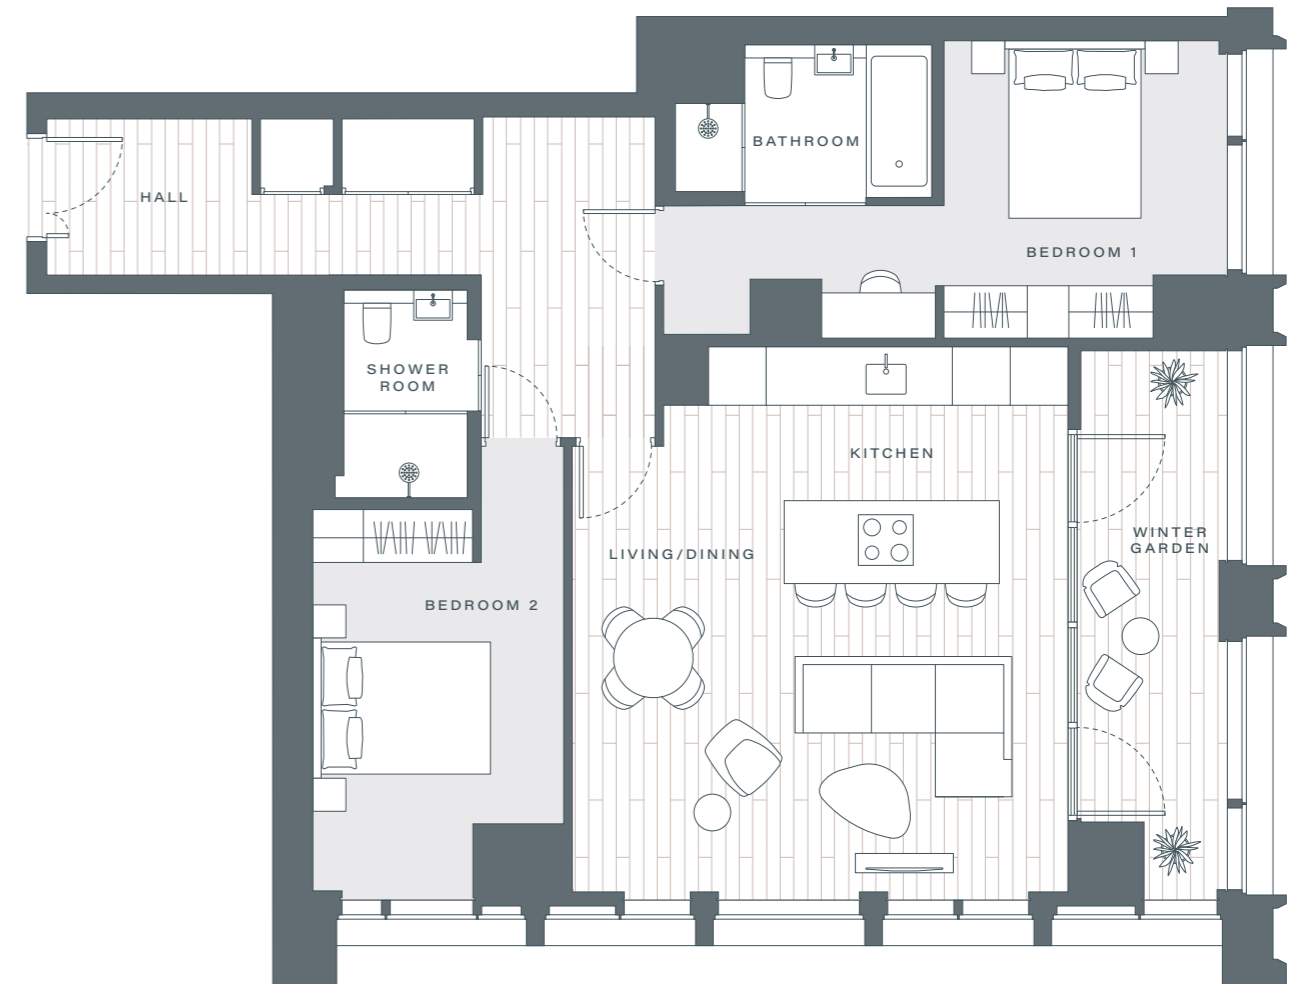 BATHROOM
HALL
BEDROOM 1
SHOWER
ROOM
KITCHEN
WINTER
GARDEN
LIVING/DINING
BEDROOM 2